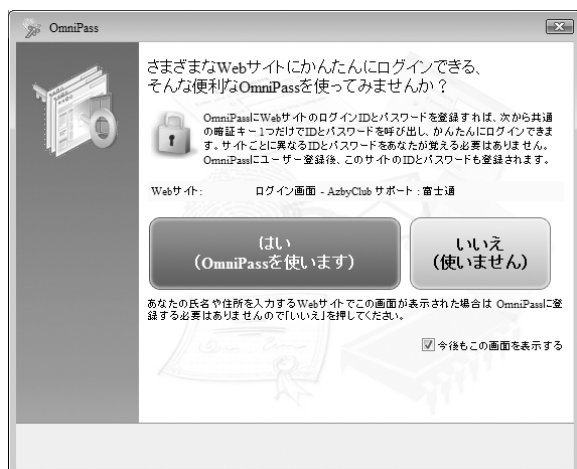 OmniPass
さまざまなWebサイトにかんたんにログインできる、
そんな便利なOmniPassを使ってみませんか？
OmniPassにWebサイトのログインIDとパスワードを登録すれば、次から共通
の暗証キー1つだけでIDとパスワードを呼び出し、かんたんにログインできま
す。サイトごとに異なるIDとパスワードをあなたが覚える必要はありません。
OmniPassにユーザー登録後、このサイトのIDとパスワードも登録されます。
Webサイト: ログイン画面 - AzbyClub サポート : 富士通
はい
(OmniPassを使います)
いいえ
(使いません)
あなたの氏名や住所を入力するWebサイトでこの画面が表示された場合は OmniPassに登
録する必要はありませんので「いいえ」を押してください。
今後もこの画面を表示する